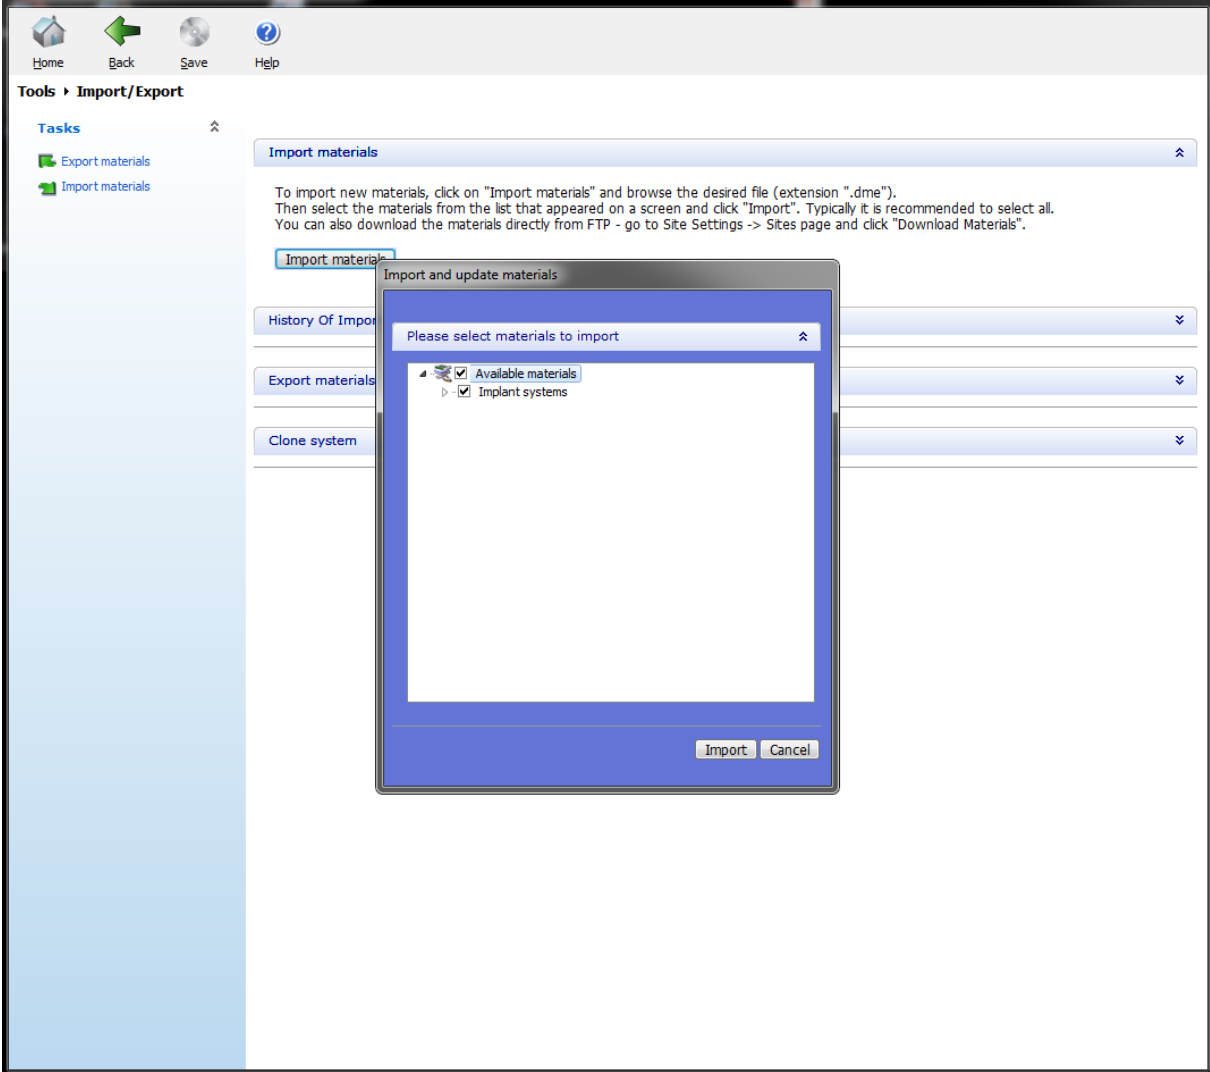 Home Back Save Help
Tools Import/Export
Tasks
Export materials
Import materials
Import materials
To import new materials, click on "Import materials" and browse the desired file (extension ".dme").
Then select the materials from the list that appeared on a screen and click "Import". Typically it is recommended to select all.
You can also download the materials directly from FTP - go to Site Settings -> Sites page and click "Download Materials".
Import materials
Import and update materials
History Of Impor
Please select materials to import
Available materials
Implant systems
Export materials
Clone system
Import Cancel